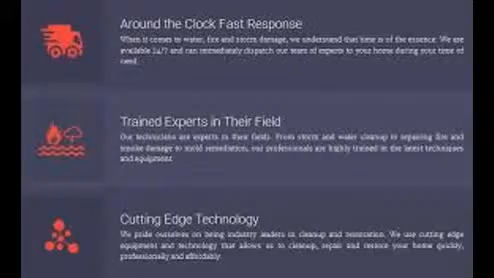 Around the Clock Fast Response
When it comes to water, fire and storm damage, we understand that time is of the essence. We are
available 24/7 and can immediately dispatch our team of experts to your home during your time of
need.
Trained Experts in Their Field
Our technicians are experts in their fields. From storm and water cleanup to repairing fire and
smoke damage to mold remediation, our professionals are highly trained in the latest techniques
and equipment
Cutting Edge Technology
We pride ourselves on being industry leaders in cleanup and restoration. We use cutting edge
equipment and technology that allows us to cleanup, repair and restore your home quickly,
professionally and affordably.